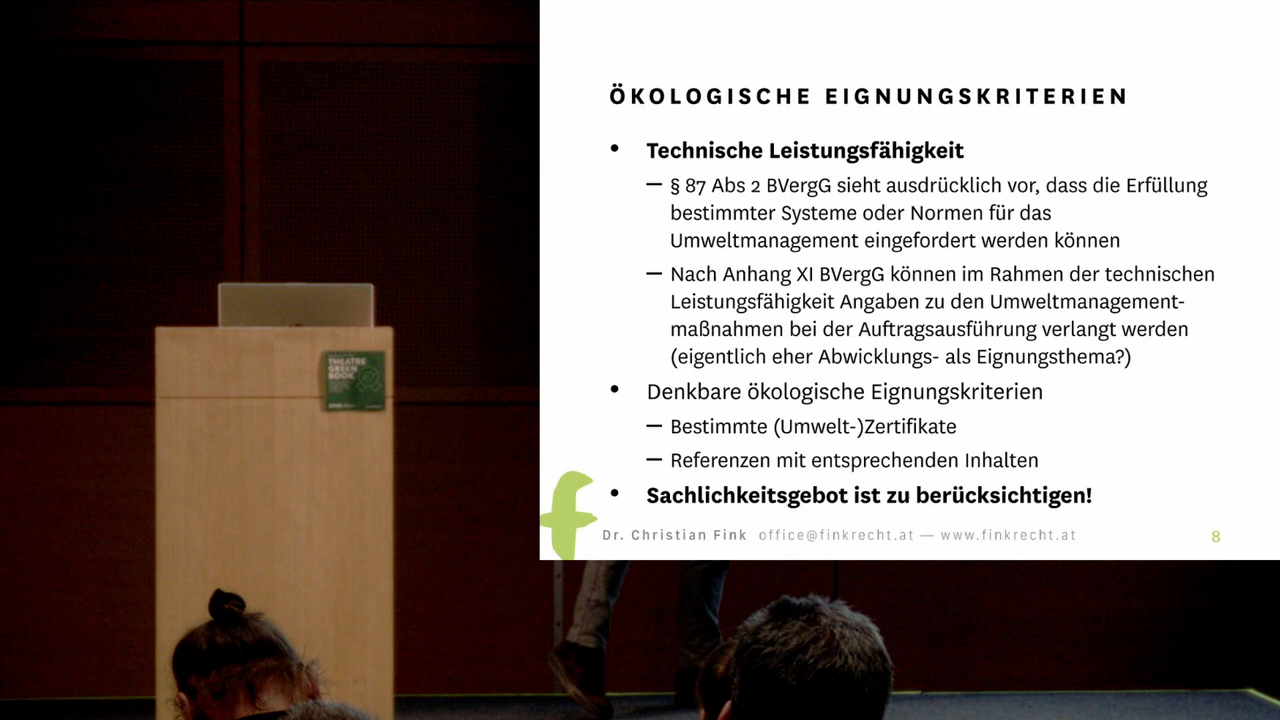 ÖKOLOGISCHE EIGNUNGSKRITERIEN
• Technische Leistungsfähigkeit
— § 87 Abs 2 BVergG sieht ausdrücklich vor, dass die Erfüllung
bestimmter Systeme oder Normen für das
Umweltmanagement eingefordert werden können
— Nach Anhang XI BVergG können im Rahmen der technischen
Leistungsfähigkeit Angaben zu den Umweltmanagement-
maßnahmen bei der Auftragsausführung verlangt werden
(eigentlich eher Abwicklungs- als Eignungsthema?)
• Denkbare ökologische Eignungskriterien
— Bestimmte (Umwelt-)Zertifikate
— Referenzen mit entsprechenden Inhalten
• Sachlichkeitsgebot ist zu berücksichtigen!
f
Dr. Christian Fink office@finkrecht.at — www.finkrecht.at
8
THEATRE
GREEN
BOOK